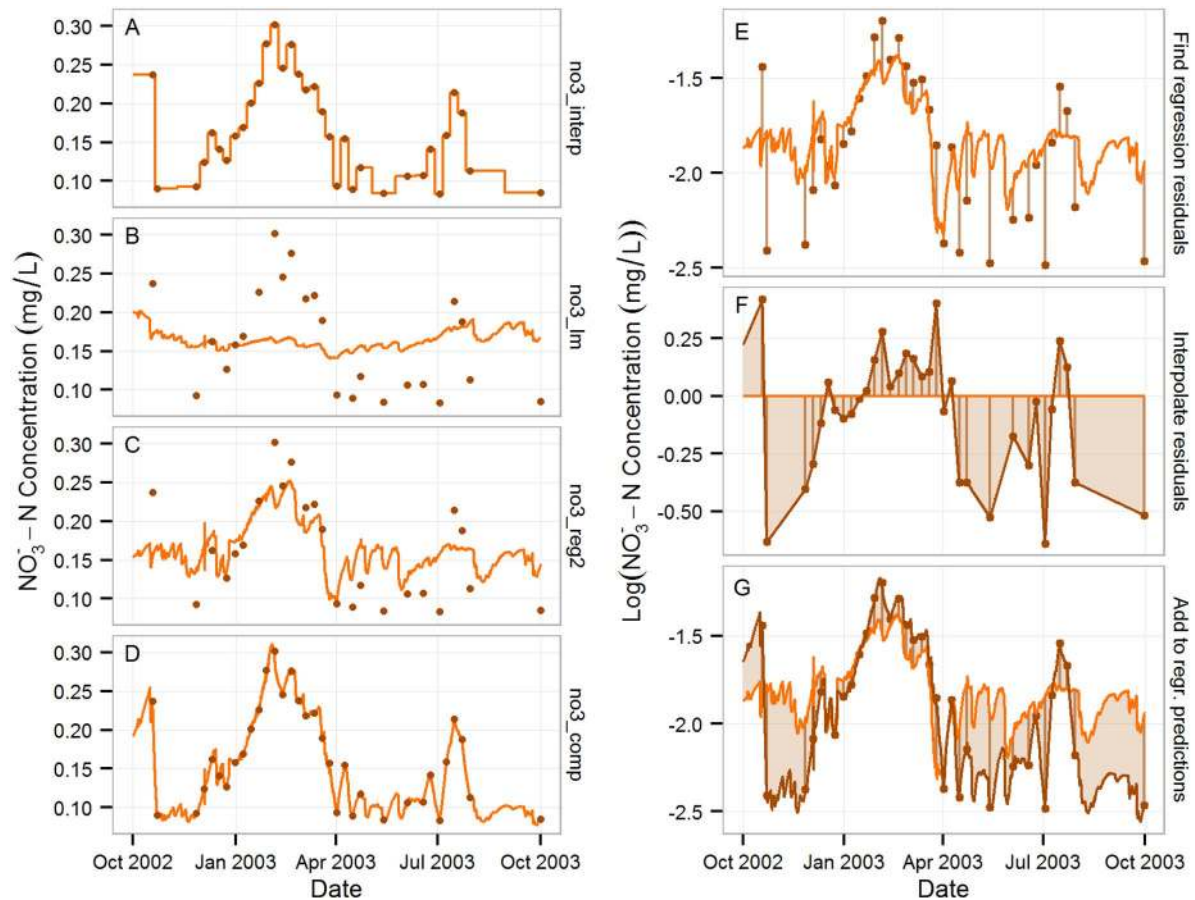 A
0.30
0.25
0.20
0.15
0.10
no3_interp
B
0.30
0.25
0.20
0.15
0.10
no3_lm
C
0.30
0.25
0.20
0.15
0.10
no3_reg2
D
0.30
0.25
0.20
0.15
0.10
no3_comp
NO₃⁻ − N Concentration (mg/L)
Oct 2002 Jan 2003 Apr 2003 Jul 2003 Oct 2003
Date
E
-1.5
-2.0
-2.5
Find regression residuals
F
0.25
0.00
-0.25
-0.50
Interpolate residuals
G
-1.5
-2.0
-2.5
Add to regr. predictions
Log(NO₃⁻ − N Concentration (mg/L))
Oct 2002 Jan 2003 Apr 2003 Jul 2003 Oct 2003
Date